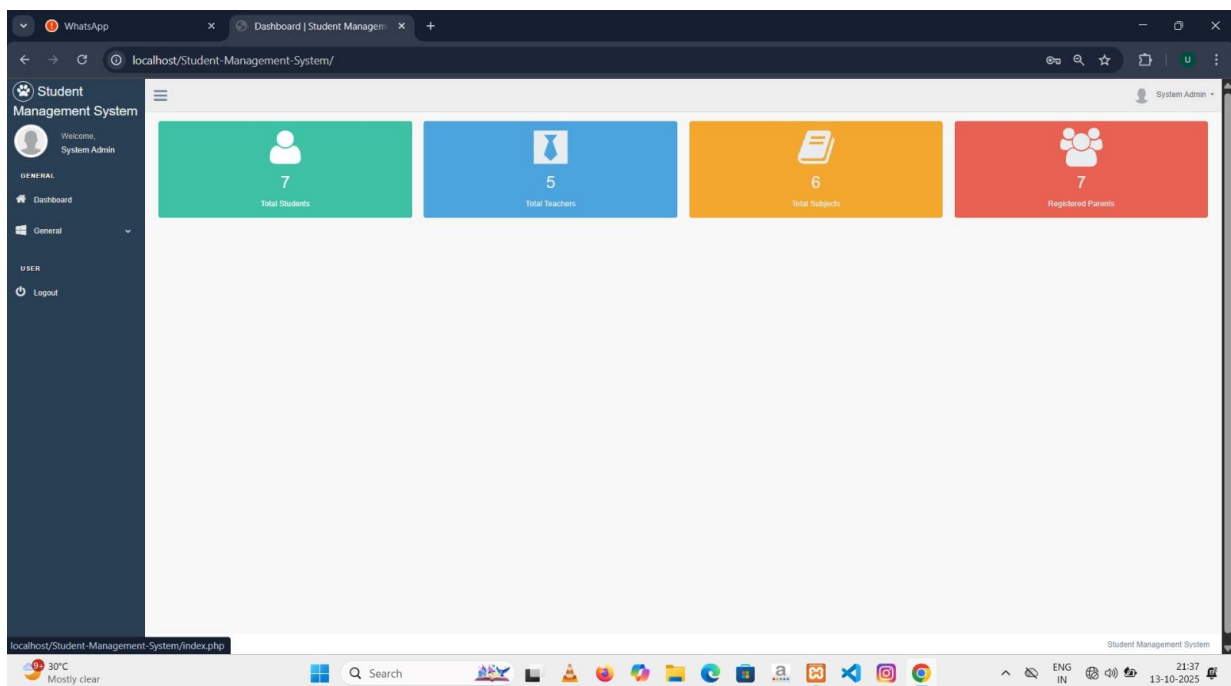 WhatsApp
Dashboard | Student Managem
localhost/Student-Management-System/
U
Student
Management System
System Admin
Welcome,
System Admin
GENERAL
Dashboard
General
USER
Logout
7
Total Students
5
Total Teachers
6
Total Subjects
7
Registered Parents
localhost/Student-Management-System/index.php
Student Management System
9+
30°C
Mostly clear
Search
a
ENG
IN
21:37
13-10-2025